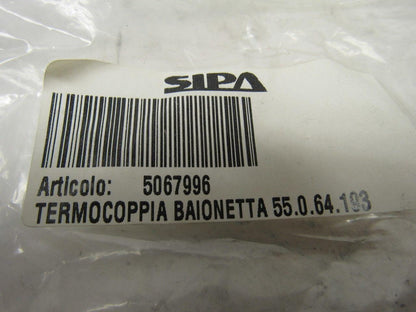 SIPA
Articolo: 5067996
TERMOCOPPIA BAIONETTA 55.0.64.193